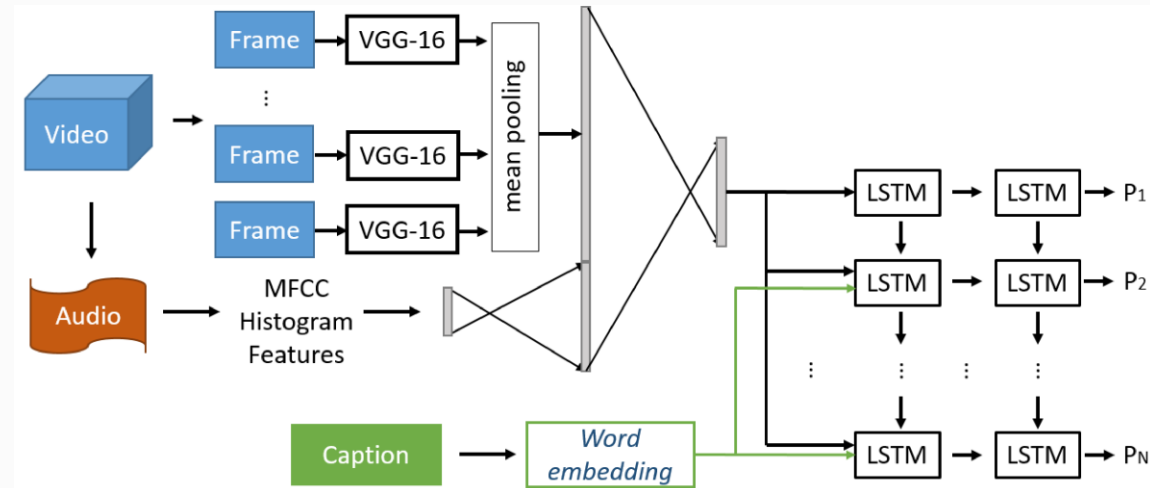 Frame
VGG-16
⋮
Video
Frame
VGG-16
mean pooling
Frame
VGG-16
LSTM
LSTM
P1
LSTM
LSTM
P2
Audio
MFCC
Histogram
Features
⋮
⋮
⋮
⋮
Caption
Word
embedding
LSTM
LSTM
PN